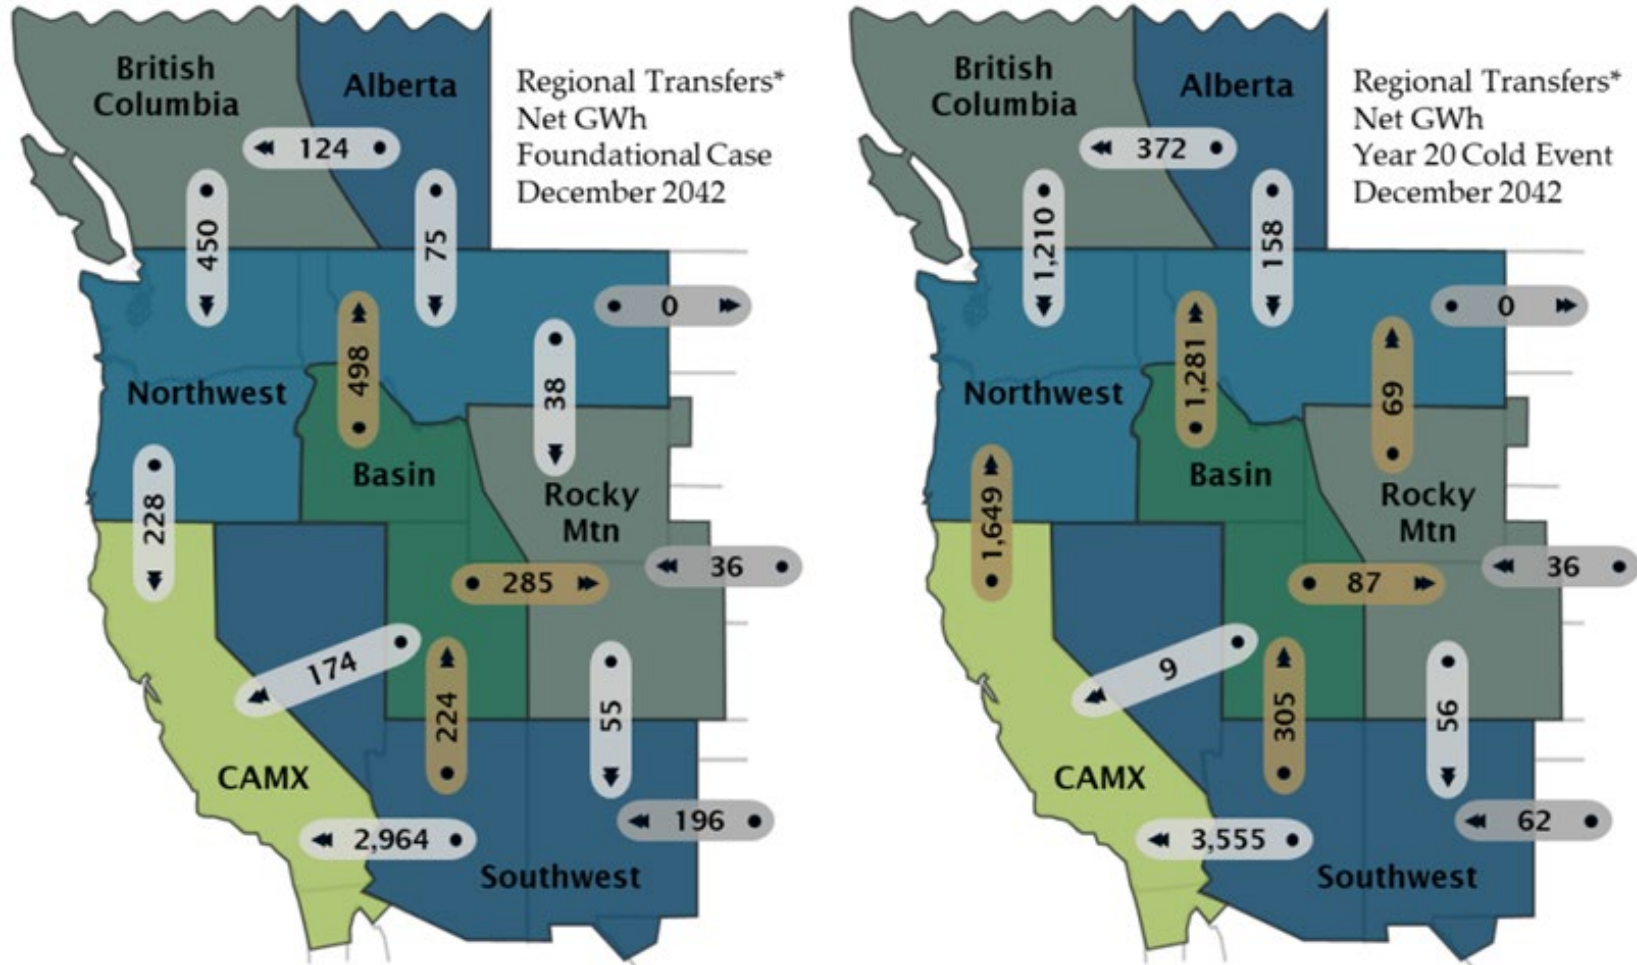 British
Columbia
Alberta
Regional Transfers*
Net GWh
Foundational Case
December 2042
124
450
75
0
498
38
Northwest
Basin
Rocky
Mtn
228
36
285
174
224
55
CAMX
196
2,964
Southwest
British
Columbia
Alberta
Regional Transfers*
Net GWh
Year 20 Cold Event
December 2042
372
1,210
158
0
1,281
69
Northwest
Basin
Rocky
Mtn
1,649
36
87
9
305
56
CAMX
62
3,555
Southwest